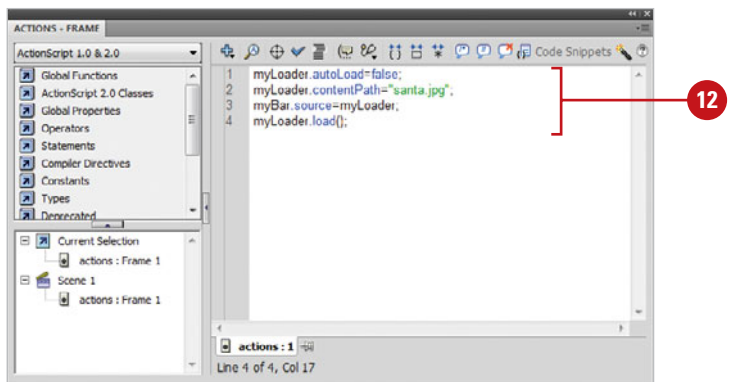 ACTIONS - FRAME
ActionScript 1.0 & 2.0
Global Functions
ActionScript 2.0 Classes
Global Properties
Operators
Statements
Compiler Directives
Constants
Types
Deprecated
Current Selection
actions : Frame 1
Scene 1
actions : Frame 1
Code Snippets
1 myLoader.autoLoad=false;
2 myLoader.contentPath="santa.jpg";
3 myBar.source=myLoader;
4 myLoader.load();
12
actions : 1
Line 4 of 4, Col 17